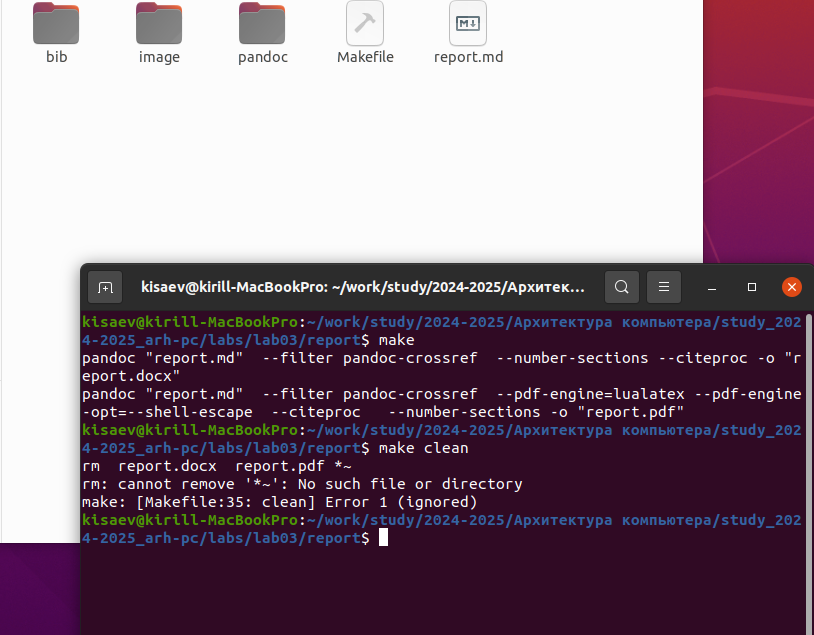 bib image pandoc Makefile report.md
kisaev@kirill-MacBookPro: ~/work/study/2024-2025/Архитек...
kisaev@kirill-MacBookPro:~/work/study/2024-2025/Архитектура компьютера/study_202
4-2025_arh-pc/labs/lab03/report$ make
pandoc "report.md"  --filter pandoc-crossref  --number-sections --citeproc -o "r
eport.docx"
pandoc "report.md"  --filter pandoc-crossref  --pdf-engine=lualatex --pdf-engine
-opt=--shell-escape  --citeproc   --number-sections -o "report.pdf"
kisaev@kirill-MacBookPro:~/work/study/2024-2025/Архитектура компьютера/study_202
4-2025_arh-pc/labs/lab03/report$ make clean
rm  report.docx  report.pdf *~
rm: cannot remove '*~': No such file or directory
make: [Makefile:35: clean] Error 1 (ignored)
kisaev@kirill-MacBookPro:~/work/study/2024-2025/Архитектура компьютера/study_202
4-2025_arh-pc/labs/lab03/report$